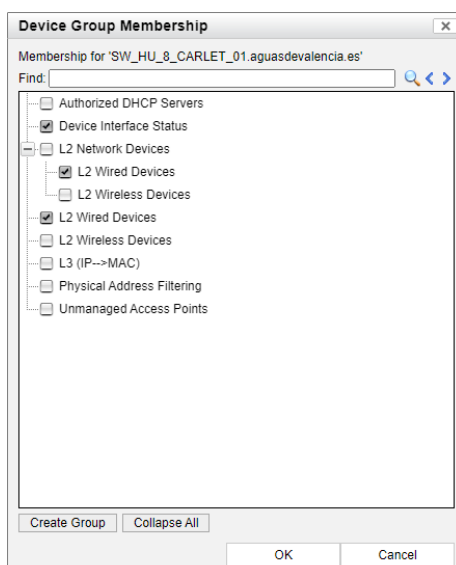 Device Group Membership
Membership for 'SW_HU_8_CARLET_01.aguasdevalencia.es'
Find:
Authorized DHCP Servers
Device Interface Status
L2 Network Devices
L2 Wired Devices
L2 Wireless Devices
L2 Wired Devices
L2 Wireless Devices
L3 (IP-->MAC)
Physical Address Filtering
Unmanaged Access Points
Create Group Collapse All
OK Cancel